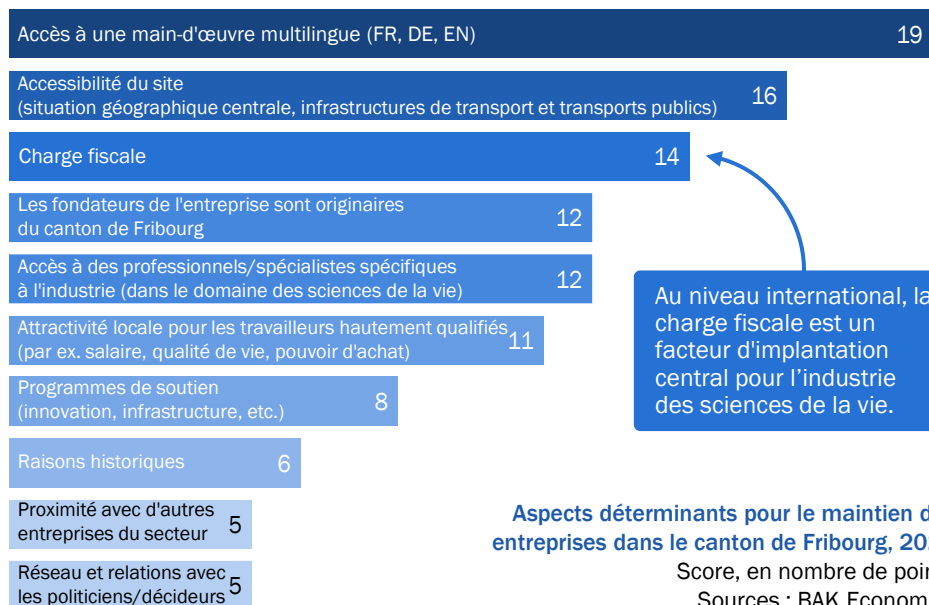 Accès à une main-d'œuvre multilingue (FR, DE, EN) 19
Accessibilité du site
(situation géographique centrale, infrastructures de transport et transports publics) 16
Charge fiscale 14
Les fondateurs de l'entreprise sont originaires
du canton de Fribourg 12
Accès à des professionnels/spécialistes spécifiques
à l'industrie (dans le domaine des sciences de la vie) 12
Attractivité locale pour les travailleurs hautement qualifiés
(par ex. salaire, qualité de vie, pouvoir d'achat) 11
Programmes de soutien
(innovation, infrastructure, etc.) 8
Raisons historiques 6
Proximité avec d'autres
entreprises du secteur 5
Réseau et relations avec
les politiciens/décideurs 5
Au niveau international, la
charge fiscale est un
facteur d'implantation
central pour l'industrie
des sciences de la vie.
Aspects déterminants pour le maintien
entreprises dans le canton de Fribourg,
Score, en nombre de
Sources : BAK